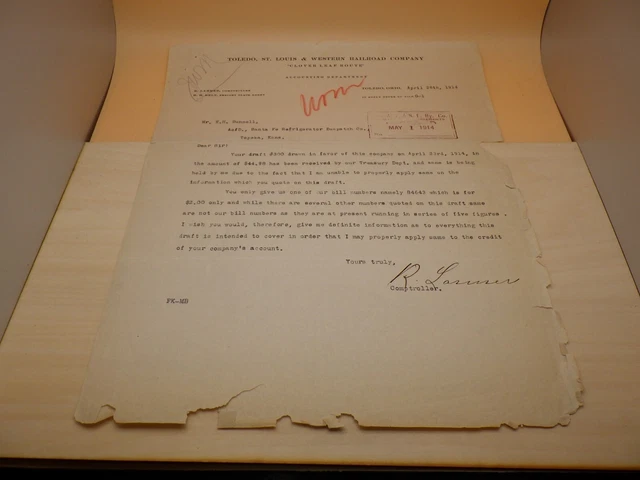 TOLEDO, ST. LOUIS & WESTERN RAILROAD COMPANY
"CLOVER LEAF ROUTE"
ACCOUNTING DEPARTMENT
TOLEDO, OHIO, April 29th, 1914
MAY 1 1914
Mr.
Santa Fe Refrigerator Despatch Co.,
Topeka, Kans.
Dear Sir:
Your draft drawn in favor of this company on April 23rd, 1914, in
the amount of has been received by our Treasury Dept. and same is being
held by me due to the fact that I am unable to properly apply same on the
information which you quote on this draft.
You only give us one of our bill numbers namely which is for
$2.00 only and while there are several other numbers quoted on this draft same
are not our bill numbers as they are at present running in series of five figures.
I wish you would, therefore, give me definite information as to everything this
draft is intended to cover in order that I may properly apply same to the credit
of your company's account.
Yours truly,
Comptroller.
FK-MB